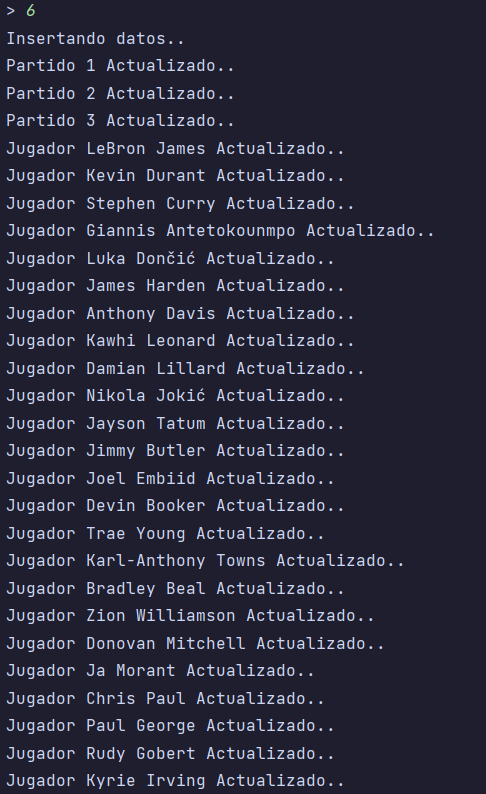 > 6
Insertando datos..
Partido 1 Actualizado..
Partido 2 Actualizado..
Partido 3 Actualizado..
Jugador LeBron James Actualizado..
Jugador Kevin Durant Actualizado..
Jugador Stephen Curry Actualizado..
Jugador Giannis Antetokounmpo Actualizado..
Jugador Luka Dončić Actualizado..
Jugador James Harden Actualizado..
Jugador Anthony Davis Actualizado..
Jugador Kawhi Leonard Actualizado..
Jugador Damian Lillard Actualizado..
Jugador Nikola Jokić Actualizado..
Jugador Jayson Tatum Actualizado..
Jugador Jimmy Butler Actualizado..
Jugador Joel Embiid Actualizado..
Jugador Devin Booker Actualizado..
Jugador Trae Young Actualizado..
Jugador Karl-Anthony Towns Actualizado..
Jugador Bradley Beal Actualizado..
Jugador Zion Williamson Actualizado..
Jugador Donovan Mitchell Actualizado..
Jugador Ja Morant Actualizado..
Jugador Chris Paul Actualizado..
Jugador Paul George Actualizado..
Jugador Rudy Gobert Actualizado..
Jugador Kyrie Irving Actualizado..